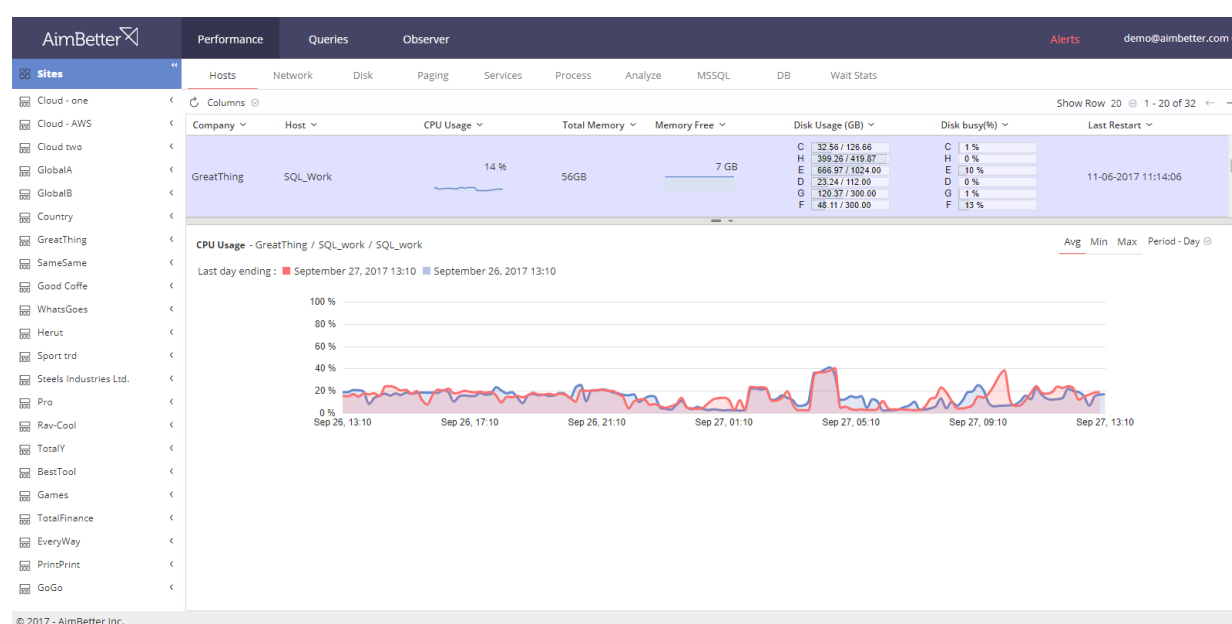 AimBetter Performance Queries Observer Alerts demo@aimbetter.com
Sites Hosts Network Disk Paging Services Process Analyze MSSQL DB Wait Stats
Columns Show Row 20 1 - 20 of 32
Company Host CPU Usage Total Memory Memory Free Disk Usage (GB) Disk busy(%) Last Restart
GreatThing SQL_Work 14 % 56GB 7 GB 11-06-2017 11:14:06
C 32.56 / 126.66 C 1 %
H 399.26 / 419.87 H 0 %
E 666.97 / 1024.00 E 10 %
D 23.24 / 112.00 D 0 %
G 120.37 / 300.00 G 1 %
F 48.11 / 300.00 F 13 %
Cloud - one
Cloud - AWS
Cloud two
GlobalA
GlobalB
Country
GreatThing
SameSame
Good Coffe
WhatsGoes
Herut
Sport trd
Steels Industries Ltd.
Pro
Rav-Cool
TotalY
BestTool
Games
TotalFinance
EveryWay
PrintPrint
GoGo
CPU Usage - GreatThing / SQL_work / SQL_work Avg Min Max Period - Day
Last day ending : September 27, 2017 13:10 September 26, 2017 13:10
100 %
80 %
60 %
40 %
20 %
0 %
Sep 26, 13:10 Sep 26, 17:10 Sep 26, 21:10 Sep 27, 01:10 Sep 27, 05:10 Sep 27, 09:10 Sep 27, 13:10
© 2017 - AimBetter Inc.